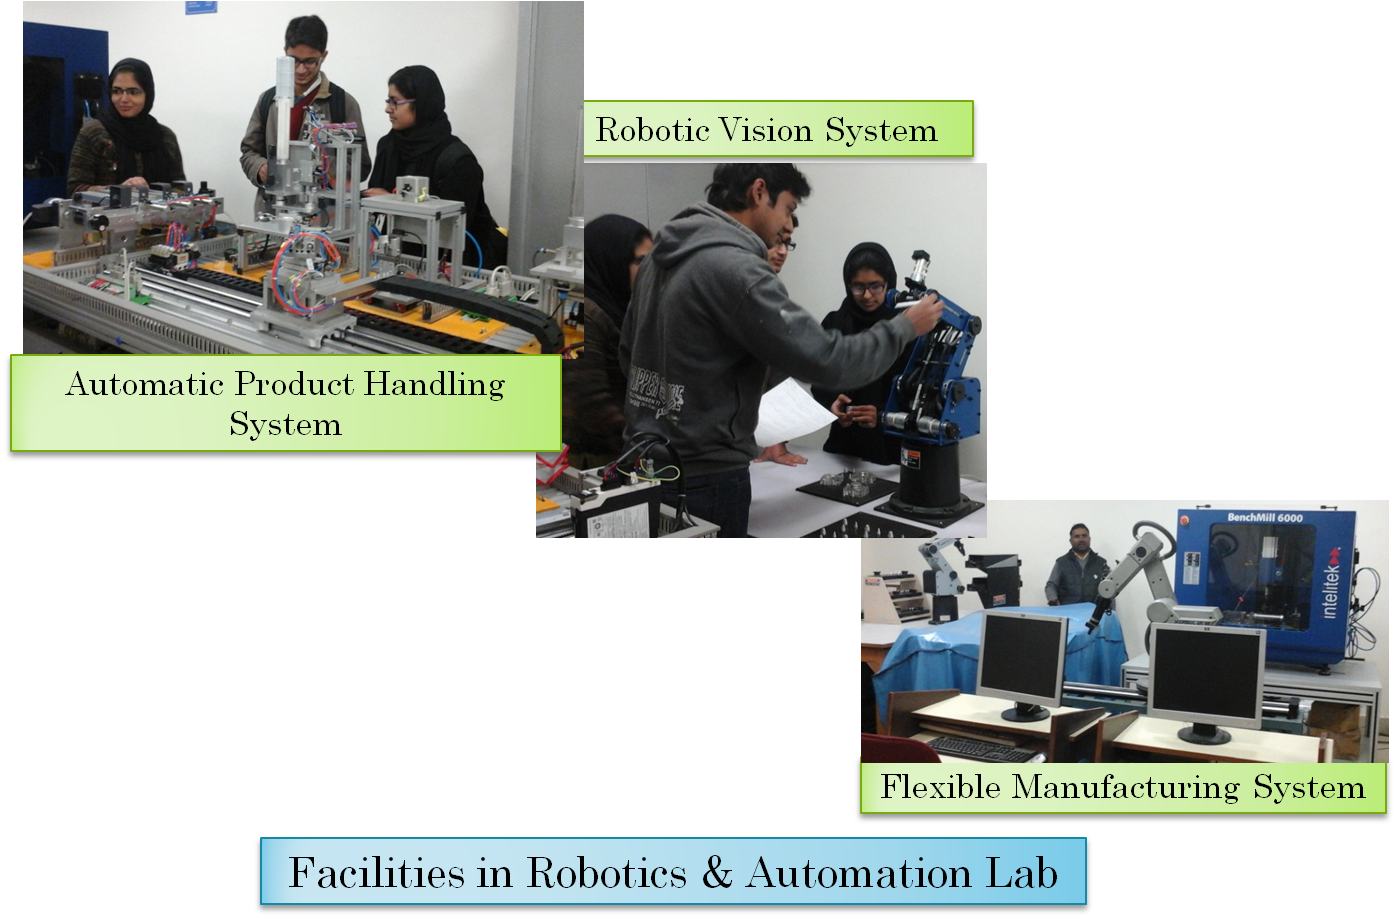 Robotic Vision System
Automatic Product Handling
System
BenchMill 6000
intelitek
Flexible Manufacturing System
Facilities in Robotics & Automation Lab